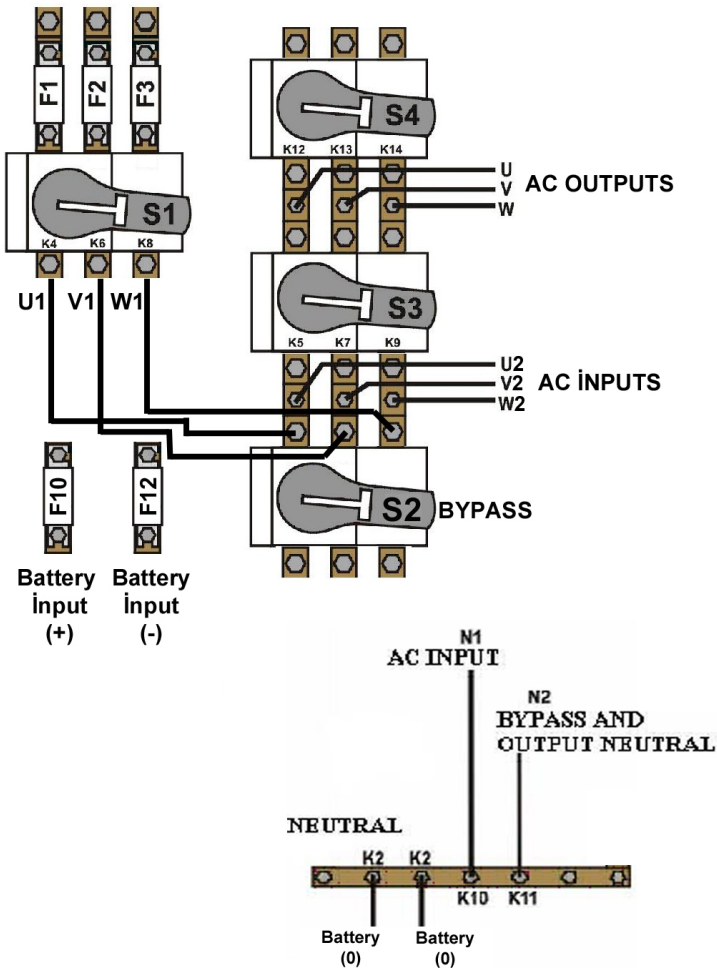 F1
F2
F3
S1
K4 K6 K8
U1 V1 W1
S4
K12 K13 K14
U
V
W
AC OUTPUTS
S3
K5 K7 K9
U2
V2
W2
AC İNPUTS
S2
BYPASS
F10
F12
Battery
İnput
(+)
Battery
İnput
(-)
N1
AC INPUT
N2
BYPASS AND
OUTPUT NEUTRAL
NEUTRAL
K2 K2
K10 K11
Battery
(0)
Battery
(0)